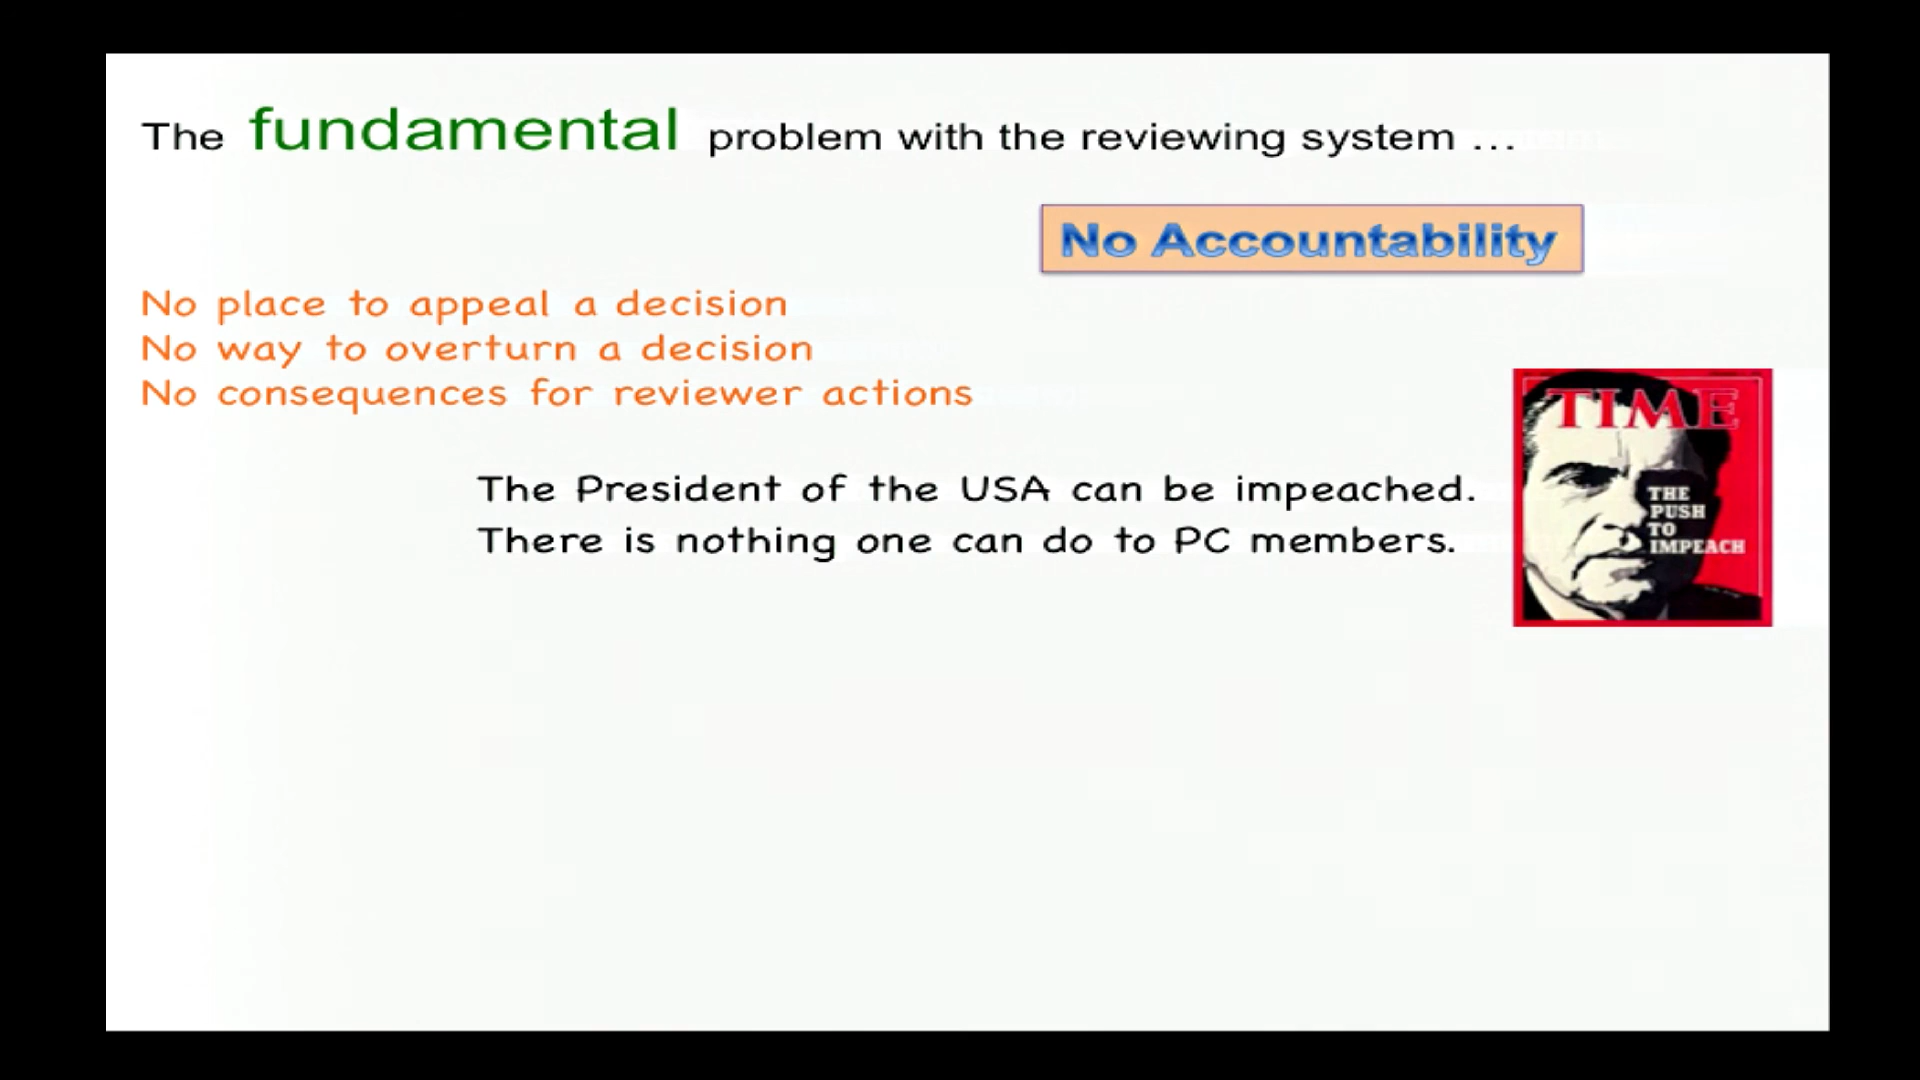 The fundamental problem with the reviewing system ...
No Accountability
No place to appeal a decision
No way to overturn a decision
No consequences for reviewer actions
The President of the USA can be impeached.
There is nothing one can do to PC members.
TIME
THE
PUSH
TO
IMPEACH